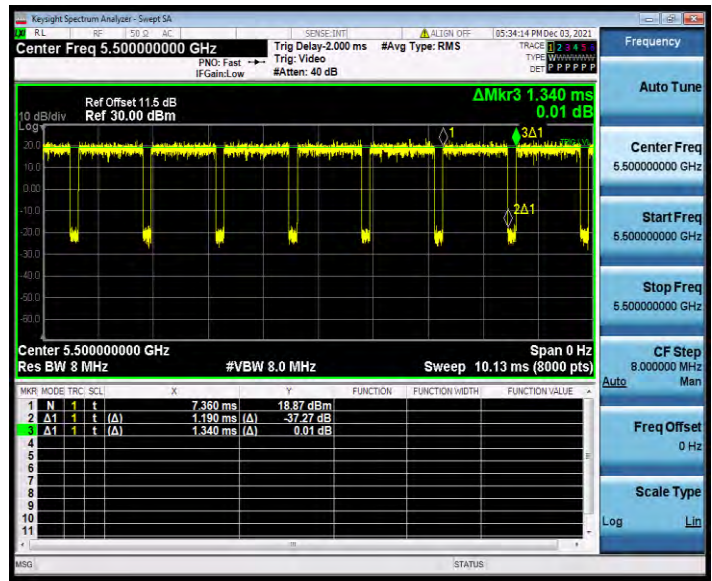 Keysight Spectrum Analyzer - Swept SA
RL RF 50 Ω AC SENSE:INT ALIGN OFF 05:34:14 PM Dec 03, 2021
Center Freq 5.500000000 GHz
PNO: Fast
IFGain:Low
Trig Delay-2.000 ms
Trig: Video
#Atten: 40 dB
#Avg Type: RMS
TRACE 1 2 3 4 5
TYPE
DET P P P P P
Frequency
Auto Tune
Center Freq
5.500000000 GHz
Start Freq
5.500000000 GHz
Stop Freq
5.500000000 GHz
CF Step
8.000000 MHz
Auto Man
Freq Offset
0 Hz
Scale Type
Log Lin
10 dB/div
Log
Ref Offset 11.5 dB
Ref 30.00 dBm
ΔMkr3 1.340 ms
0.01 dB
1
3Δ1
2Δ1
20.0
10.0
0.00
-10.0
-20.0
-30.0
-40.0
-50.0
-60.0
Center 5.500000000 GHz Span 0 Hz
Res BW 8 MHz #VBW 8.0 MHz Sweep 10.13 ms (8000 pts)
MKR MODE TRC SCL X Y FUNCTION FUNCTION WIDTH FUNCTION VALUE
1 N 1 t 7.360 ms 18.87 dBm
2 Δ1 1 t (Δ) 1.190 ms (Δ) -37.27 dB
3 Δ1 1 t (Δ) 1.340 ms (Δ) 0.01 dB
4
5
6
7
8
9
10
11
MSG STATUS